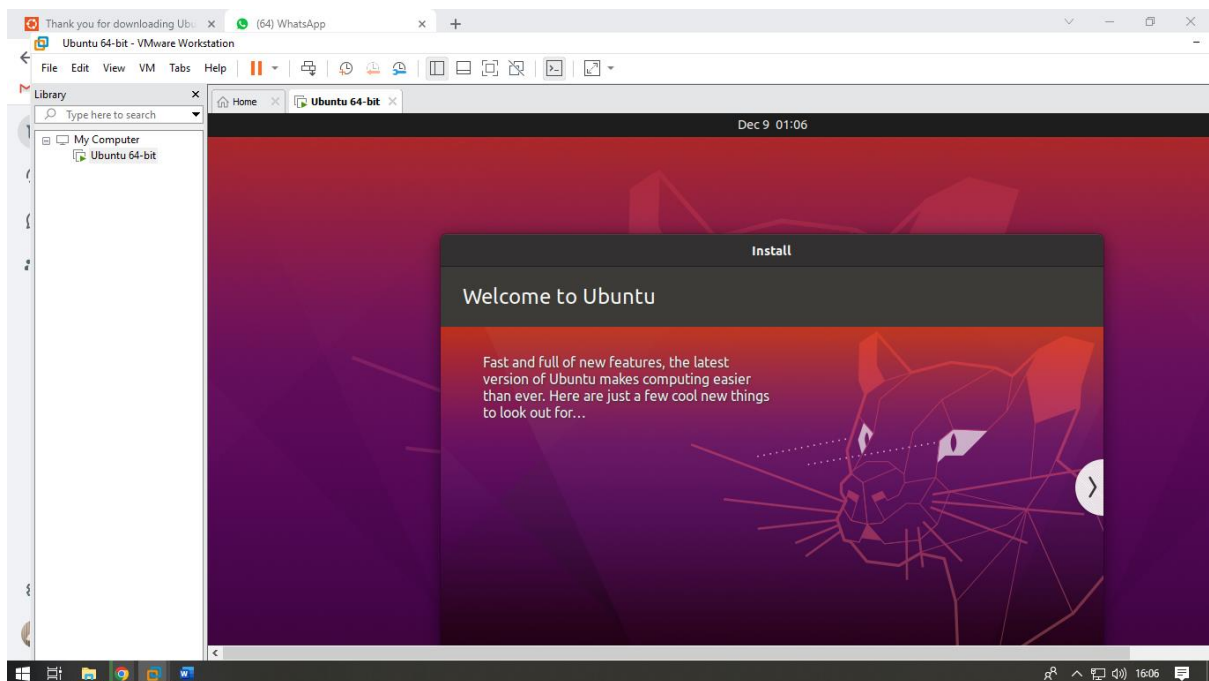 Thank you for downloading Ubu
(64) WhatsApp
Ubuntu 64-bit - VMware Workstation
File Edit View VM Tabs Help
Library
Home
Ubuntu 64-bit
Type here to search
Dec 9 01:06
My Computer
Ubuntu 64-bit
Install
Welcome to Ubuntu
Fast and full of new features, the latest
version of Ubuntu makes computing easier
than ever. Here are just a few cool new things
to look out for...
16:06